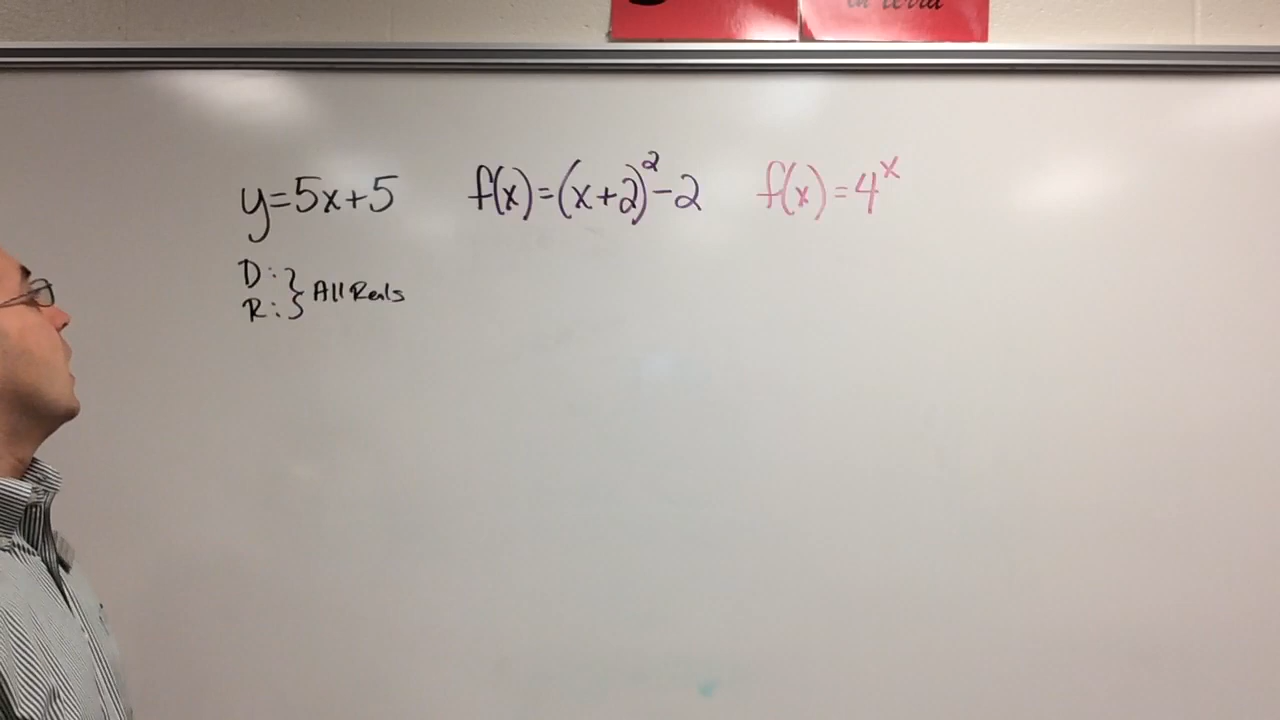 y=5x+5
D:
R:
} All Reals
f(x)=(x+2)²-2
f(x)=4ˣ